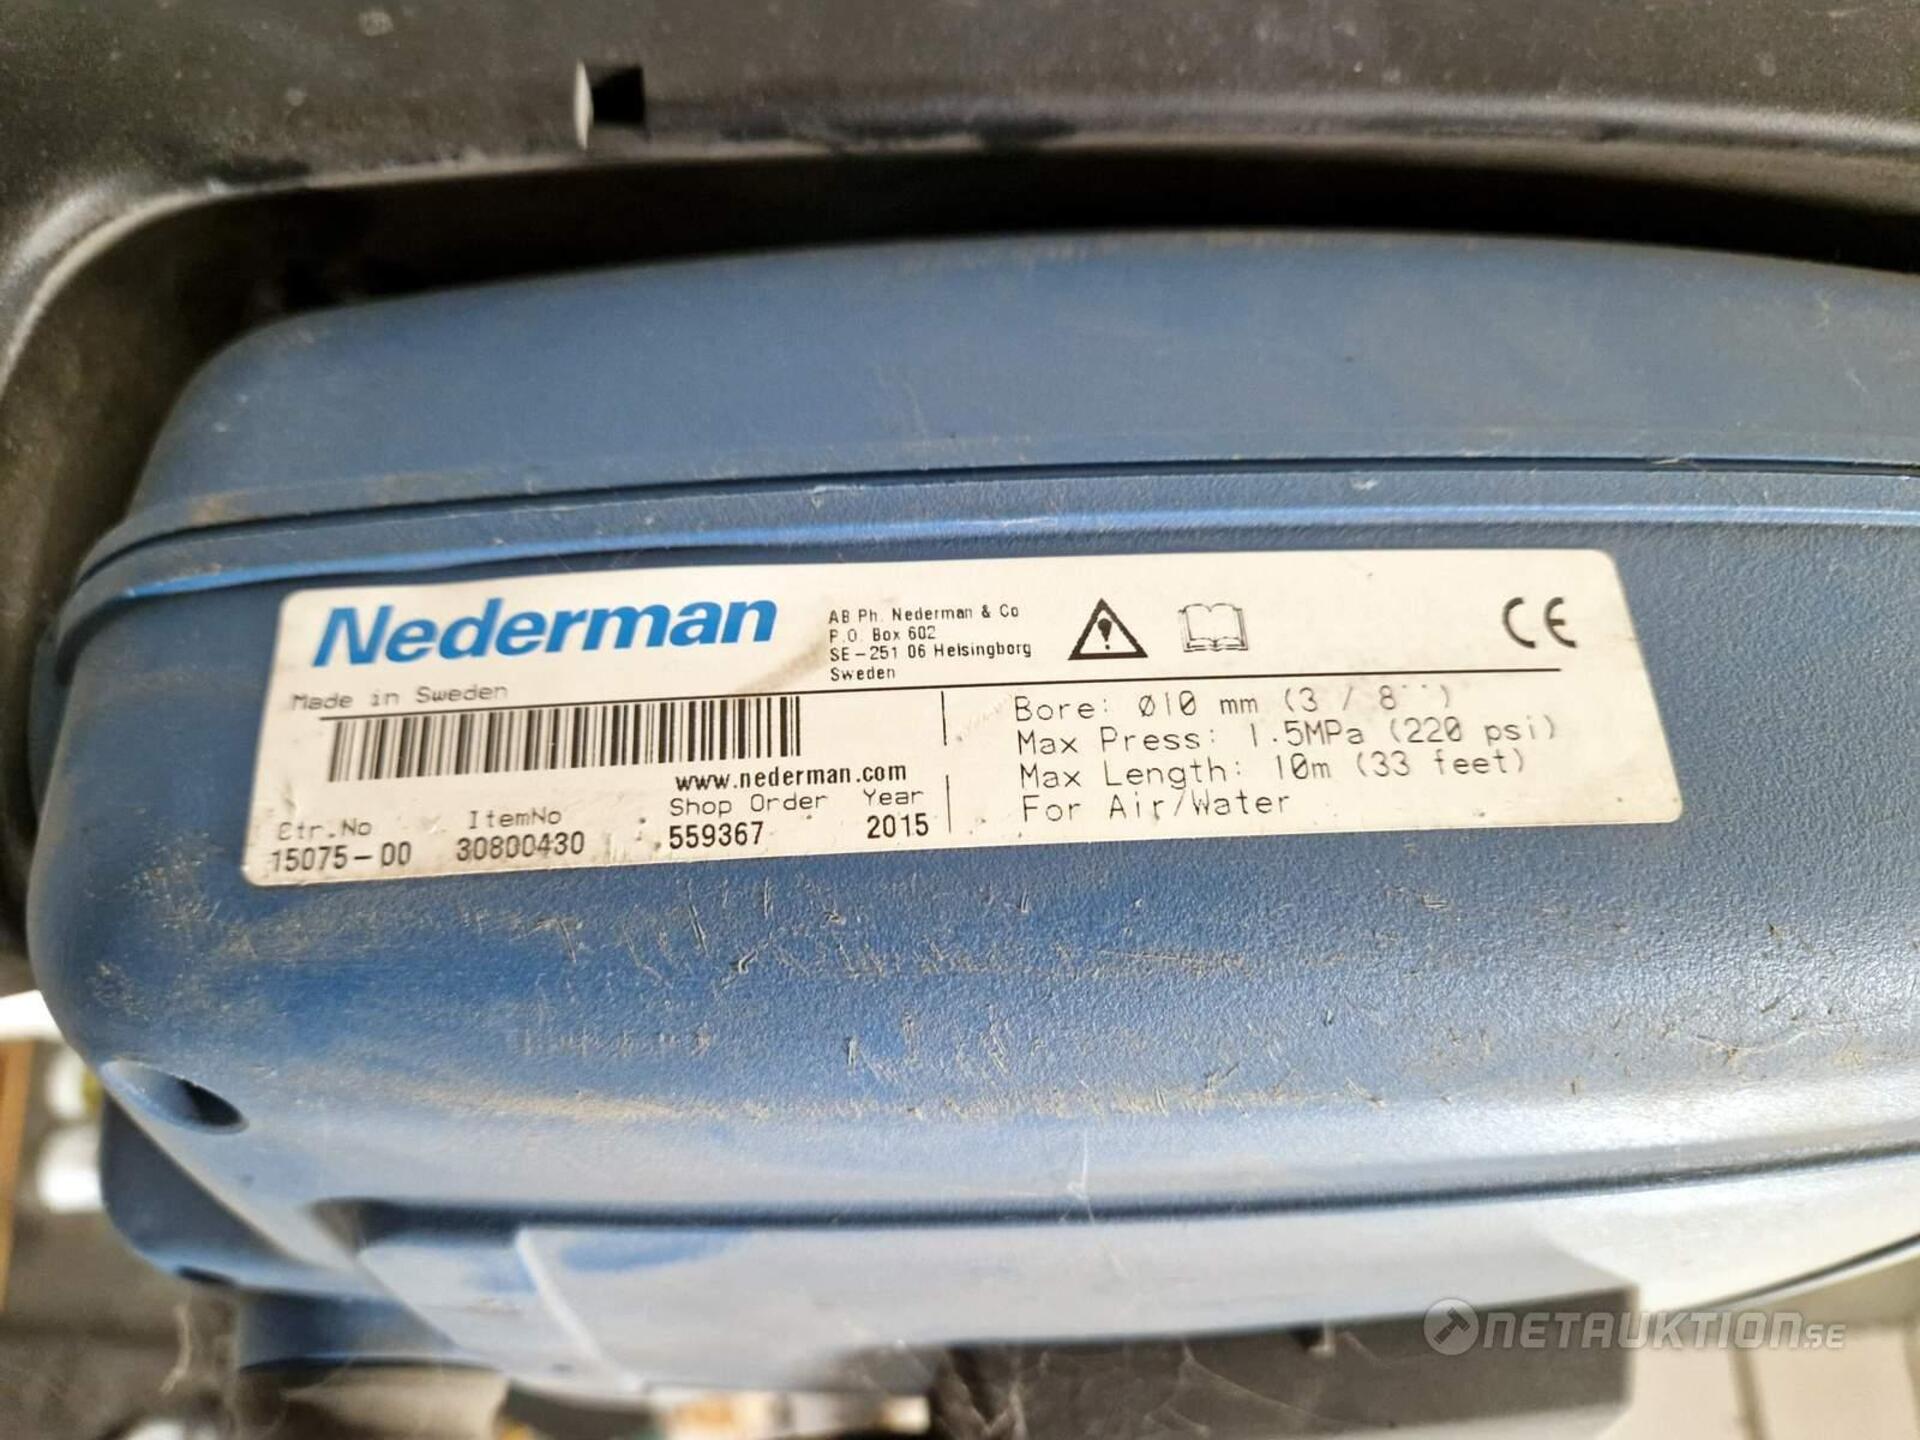 Nederman
AB Ph. Nederman & Co
P.O. Box 602
SE-251 06 Helsingborg
Sweden
CE
Made in Sweden
www.nederman.com
Ctr.No ItemNo Shop Order Year
15075-00 30800430 559367 2015
Bore: Ø10 mm (3 / 8¨)
Max Press: 1.5MPa (220 psi)
Max Length: 10m (33 feet)
For Air/Water
NETAUKTION.SE